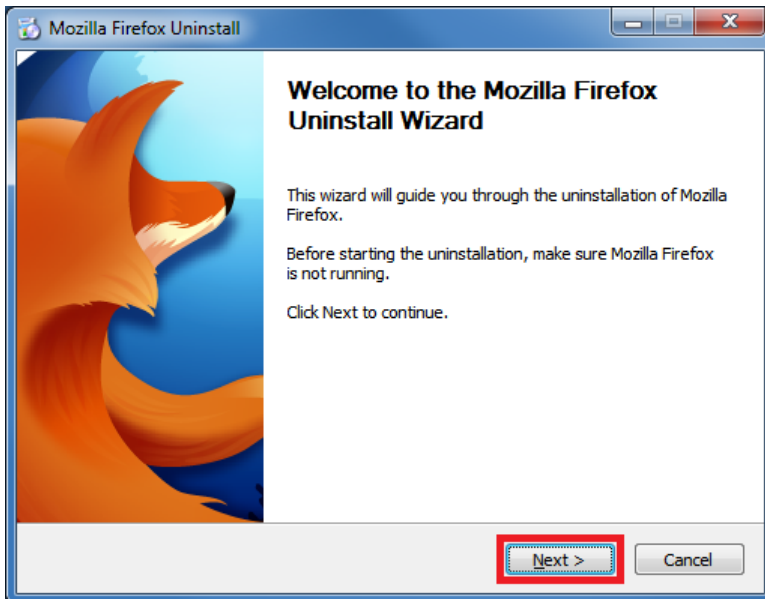 Mozilla Firefox Uninstall
Welcome to the Mozilla Firefox
Uninstall Wizard
This wizard will guide you through the uninstallation of Mozilla
Firefox.
Before starting the uninstallation, make sure Mozilla Firefox
is not running.
Click Next to continue.
Next >
Cancel